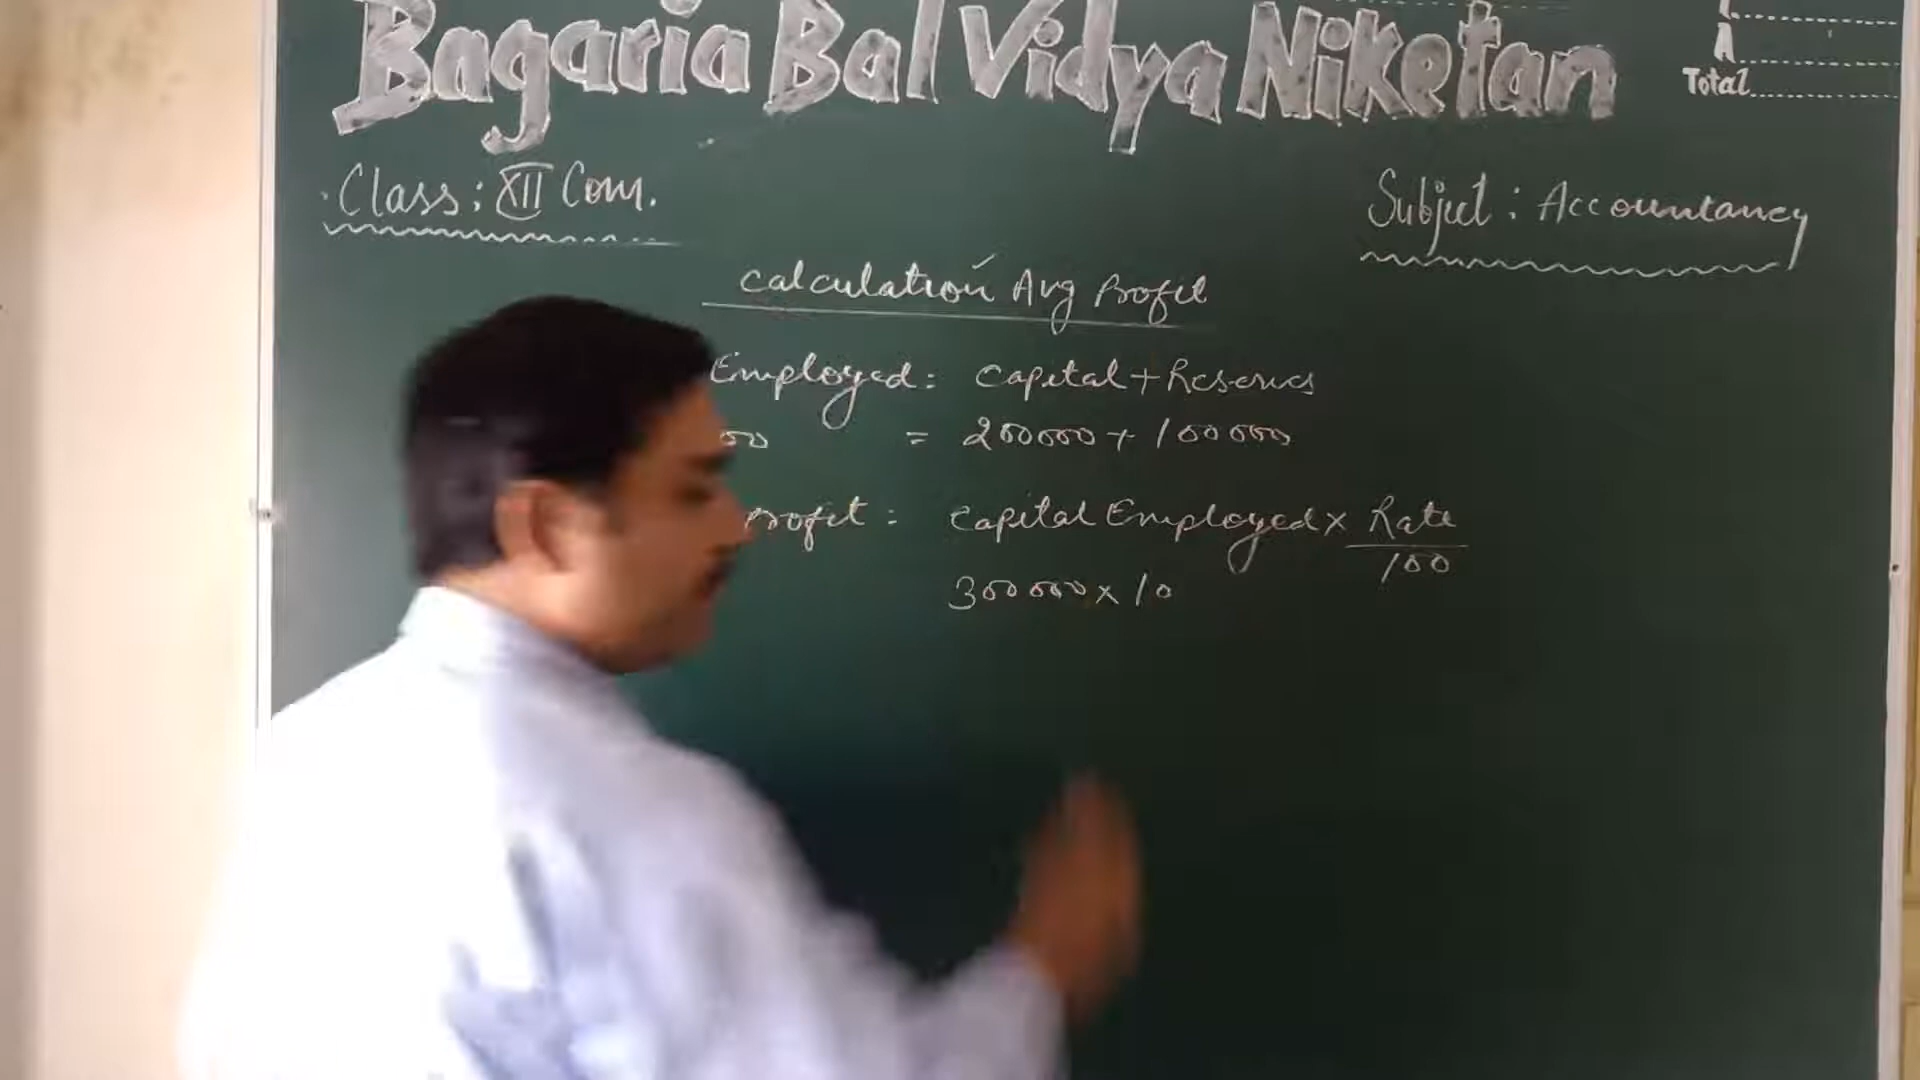 Bagaria Bal Vidya Niketan
A
Total
Class: XII Com.
Subject: Accountancy
Calculation Avg Profit
Employed: Capital + Reserves
00 = 200000 + 100000
Profit: Capital Employed × Rate
100
300000 × 10